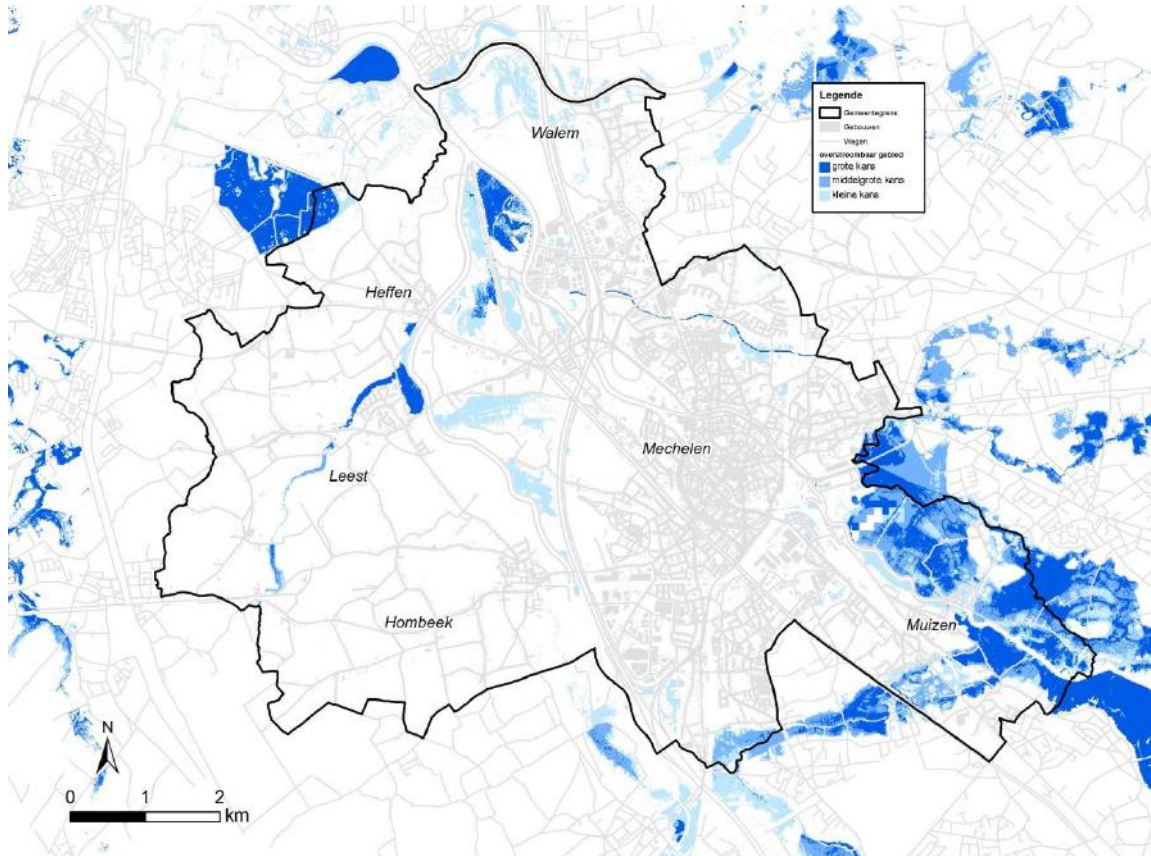 Walem
Legende
Gemeentegrens
Gebouwen
Wegen
overstroombaar gebied
grote kans
middelgrote kans
kleine kans
Heffen
Mechelen
Leest
Hombeek
Muizen
N
0 1 2
km